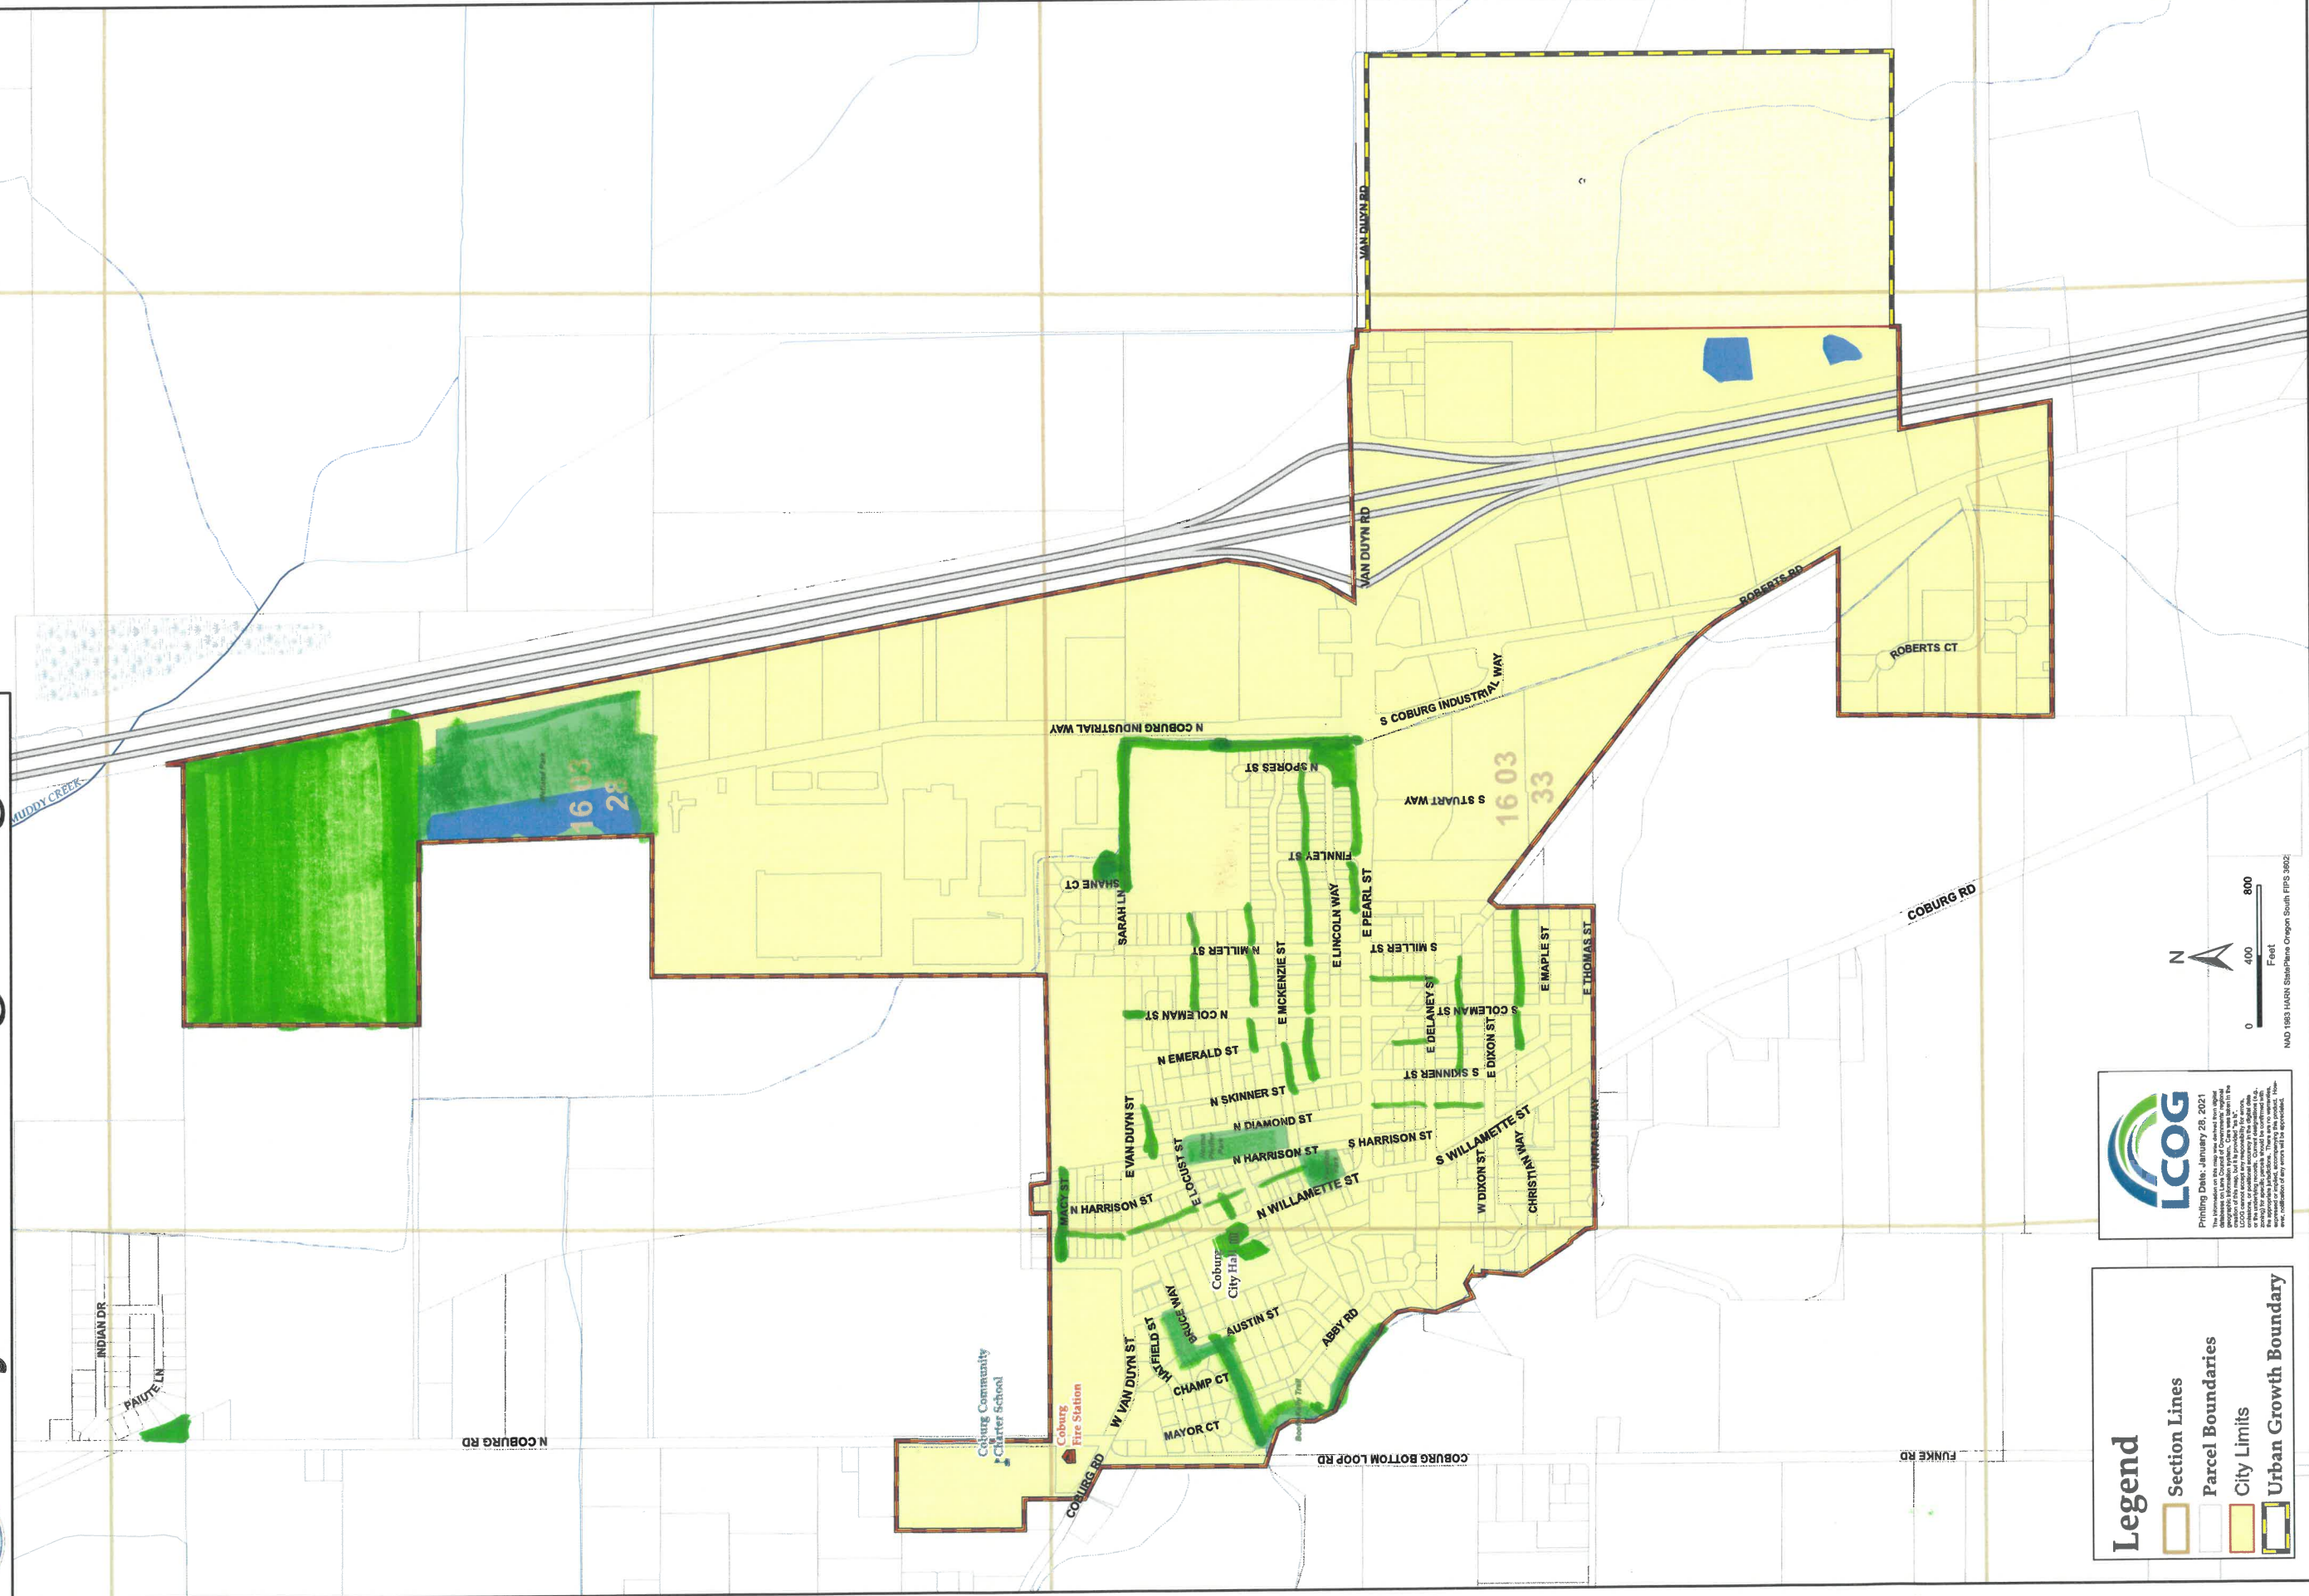 MUDDY CREEK
INDIAN DR
PAIUTE LN
N COBURG RD
16 03
28
Coburg Community
Charter School
Coburg
Fire Station
COBURG RD
W VAN DUYN ST
HATFIELD ST
BRUCE WAY
CHAMP CT
MAYOR CT
AUSTIN ST
ABBY RD
COBURG BOTTOM LOOP RD
Coburg
City Hall
MACY ST
N HARRISON ST
E VAN DUYN ST
E LOCUST ST
N HARRISON ST
N DIAMOND ST
N SKINNER ST
N EMERALD ST
N COLEMAN ST
N MILLER ST
N WILLAMETTE ST
E MCKENZIE ST
E LINCOLN WAY
E PEARL ST
FINNLEY ST
N SPORES ST
SARAH LN
SHANE CT
N COBURG INDUSTRIAL WAY
S COBURG INDUSTRIAL WAY
S STUART WAY
16 03
33
VAN DUYN RD
VAN DUYN RD
ROBERTS RD
ROBERTS CT
S MILLER ST
E DELANEY ST
S COLEMAN ST
E DIXON ST
S SKINNER ST
S HARRISON ST
S WILLAMETTE ST
W DIXON ST
CHRISTIAN WAY
E MAPLE ST
E THOMAS ST
VINTAGE WAY
COBURG RD
FUNKE RD
Legend
Section Lines
Parcel Boundaries
City Limits
Urban Growth Boundary
LCOG
Printing Date: January 28, 2021
N
0 400 800
Feet
NAD 1983 HARN StatePlane Oregon South FIPS 3602